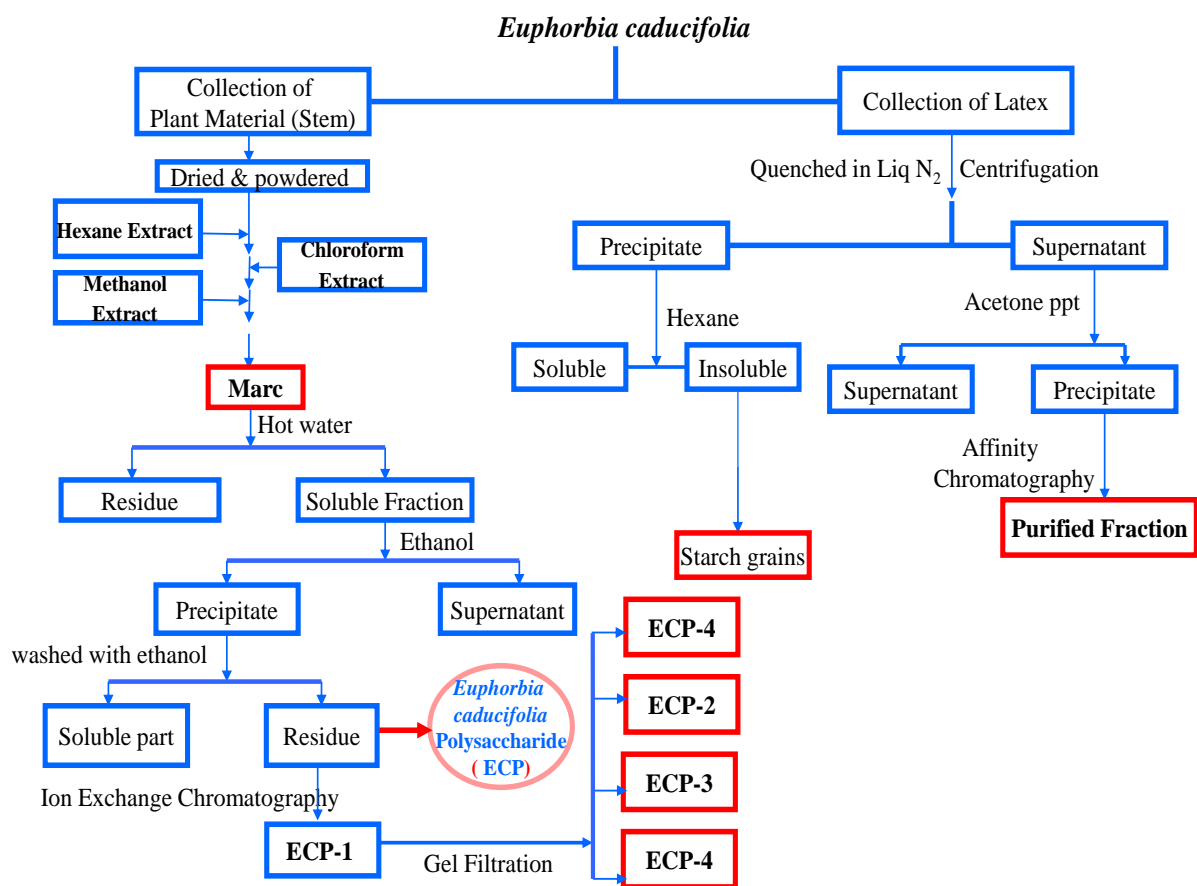 Euphorbia caducifolia
Collection of
Plant Material (Stem)
Collection of Latex
Dried & powdered
Quenched in Liq N₂
Centrifugation
Hexane Extract
Chloroform
Extract
Methanol
Extract
Precipitate
Supernatant
Hexane
Acetone ppt
Soluble
Insoluble
Supernatant
Precipitate
Marc
Hot water
Affinity
Chromatography
Residue
Soluble Fraction
Purified Fraction
Ethanol
Starch grains
Precipitate
Supernatant
ECP-4
washed with ethanol
Soluble part
Residue
Euphorbia
caducifolia
Polysaccharide
( ECP)
ECP-2
ECP-3
Ion Exchange Chromatography
ECP-1
Gel Filtration
ECP-4